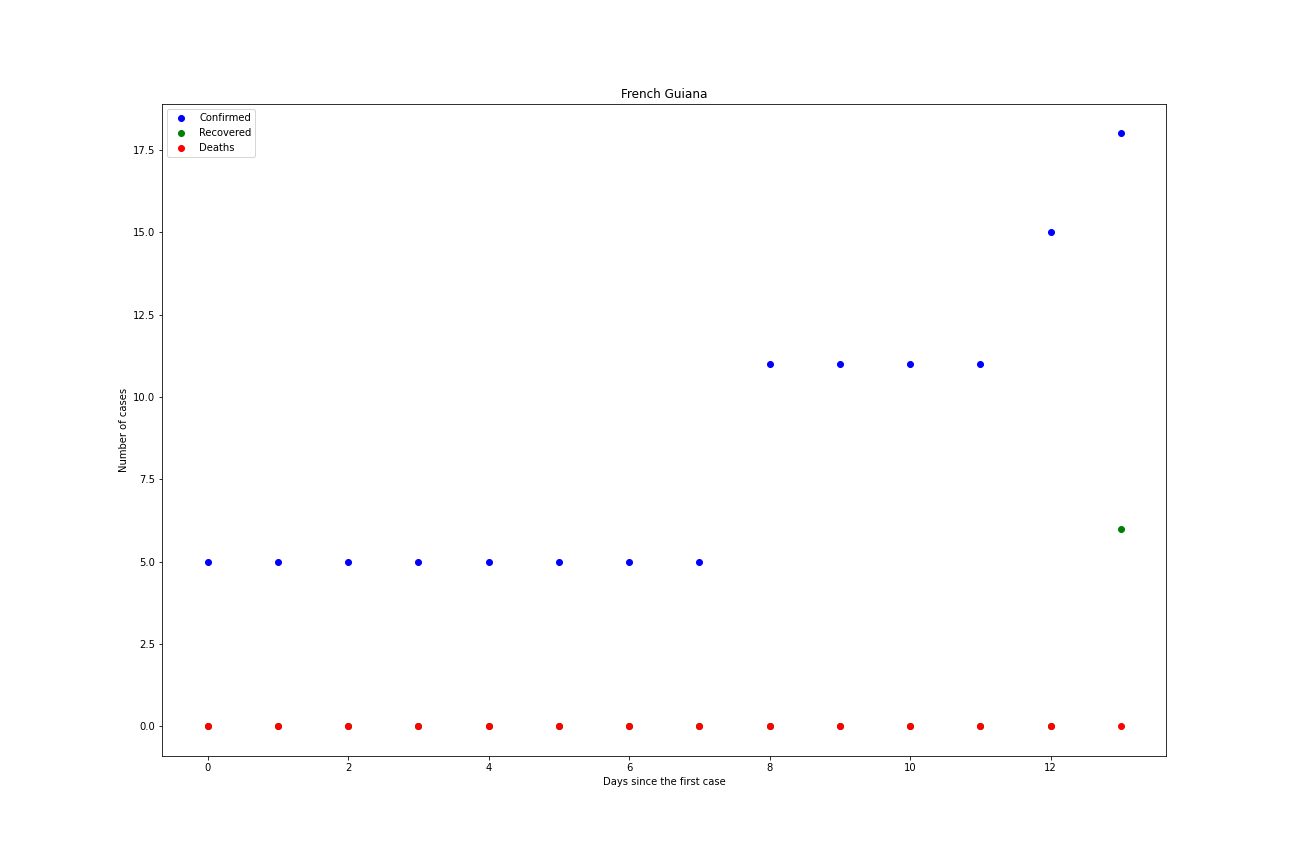 French Guiana
Confirmed
Recovered
Deaths
17.5
15.0
12.5
10.0
7.5
5.0
2.5
0.0
Number of cases
0 2 4 6 8 10 12
Days since the first case